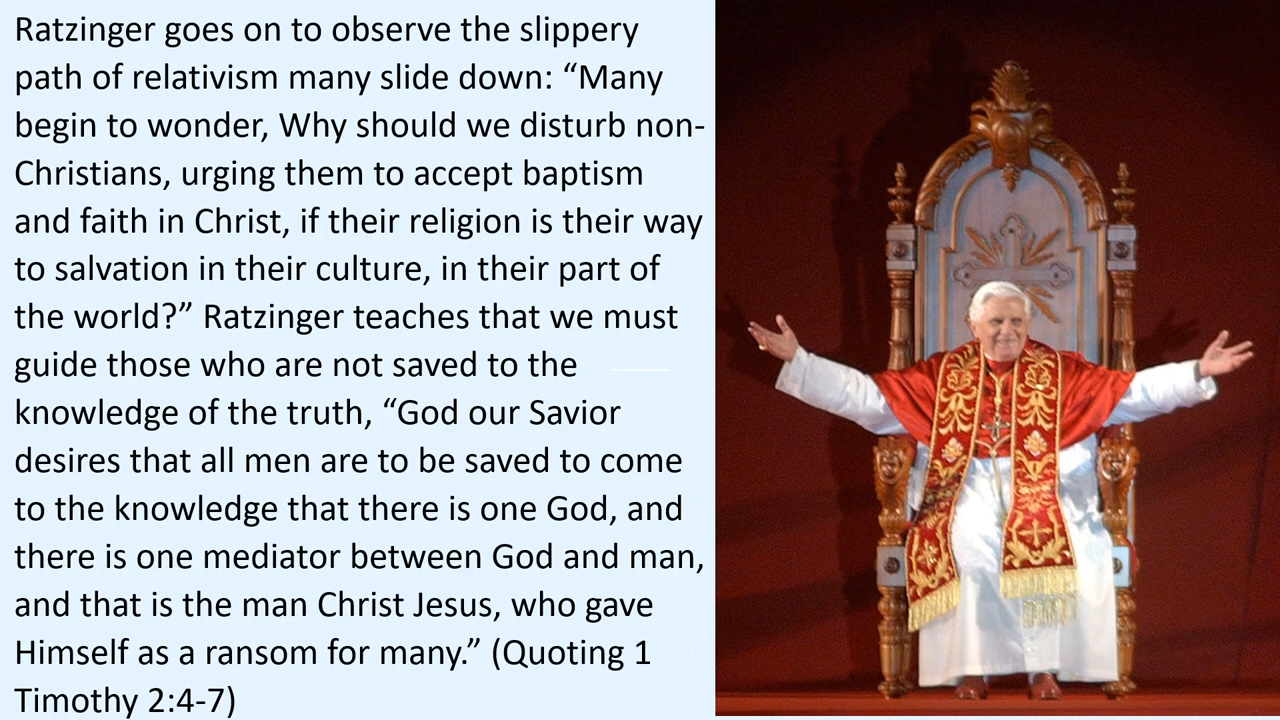 Ratzinger goes on to observe the slippery
path of relativism many slide down: “Many
begin to wonder, Why should we disturb non-
Christians, urging them to accept baptism
and faith in Christ, if their religion is their way
to salvation in their culture, in their part of
the world?” Ratzinger teaches that we must
guide those who are not saved to the
knowledge of the truth, “God our Savior
desires that all men are to be saved to come
to the knowledge that there is one God, and
there is one mediator between God and man,
and that is the man Christ Jesus, who gave
Himself as a ransom for many.” (Quoting 1
Timothy 2:4-7)